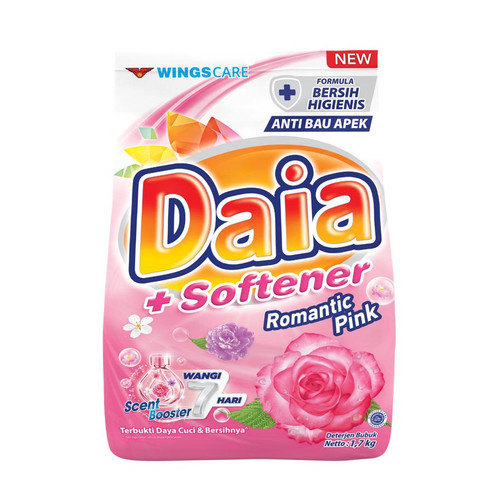 WINGSCARE
NEW
FORMULA
BERSIH
HIGIENIS
ANTI BAU APEK
Daia
+ Softener
Romantic
Pink
Scent
Booster
WANGI
7
HARI
Terbukti Daya Cuci & Bersihnya*
Deterjen Bubuk
Netto : 1,7 kg